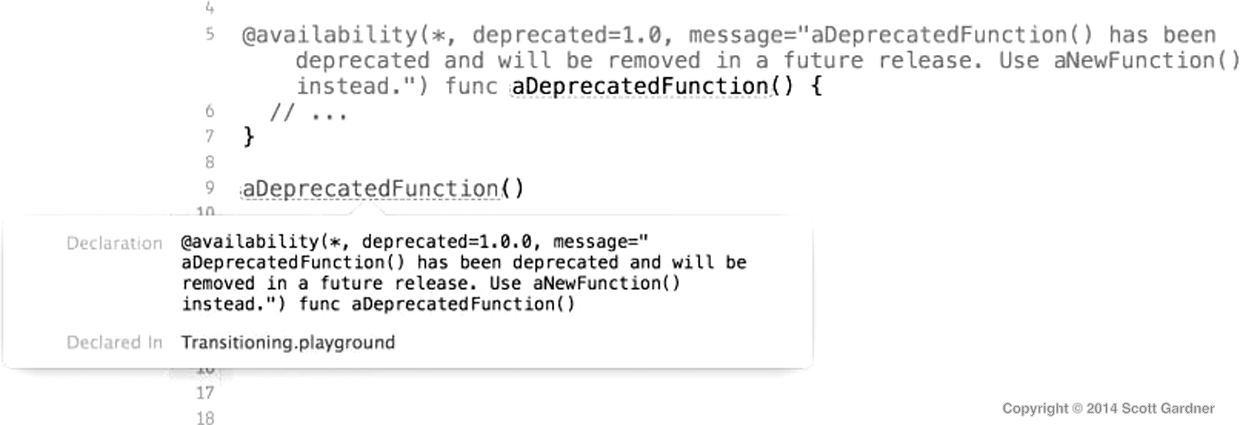 4
5 @availability(*, deprecated=1.0, message="aDeprecatedFunction() has been
deprecated and will be removed in a future release. Use aNewFunction()
instead.") func aDeprecatedFunction() {
6 // ...
7 }
8
9 aDeprecatedFunction()
10
Declaration @availability(*, deprecated=1.0.0, message="
aDeprecatedFunction() has been deprecated and will be
removed in a future release. Use aNewFunction()
instead.") func aDeprecatedFunction()
Declared In Transitioning.playground
16
17
18
Copyright © 2014 Scott Gardner